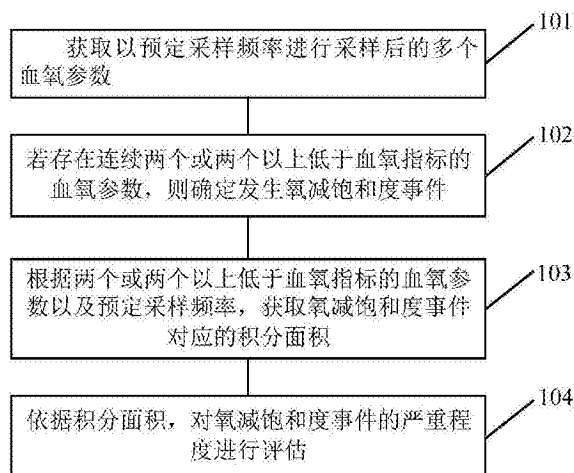 101
获取以预定采样频率进行采样后的多个
血氧参数
102
若存在连续两个或两个以上低于血氧指标的
血氧参数，则确定发生氧减饱和度事件
103
根据两个或两个以上低于血氧指标的血氧参
数以及预定采样频率，获取氧减饱和度事件
对应的积分面积
104
依据积分面积，对氧减饱和度事件的严重程
度进行评估